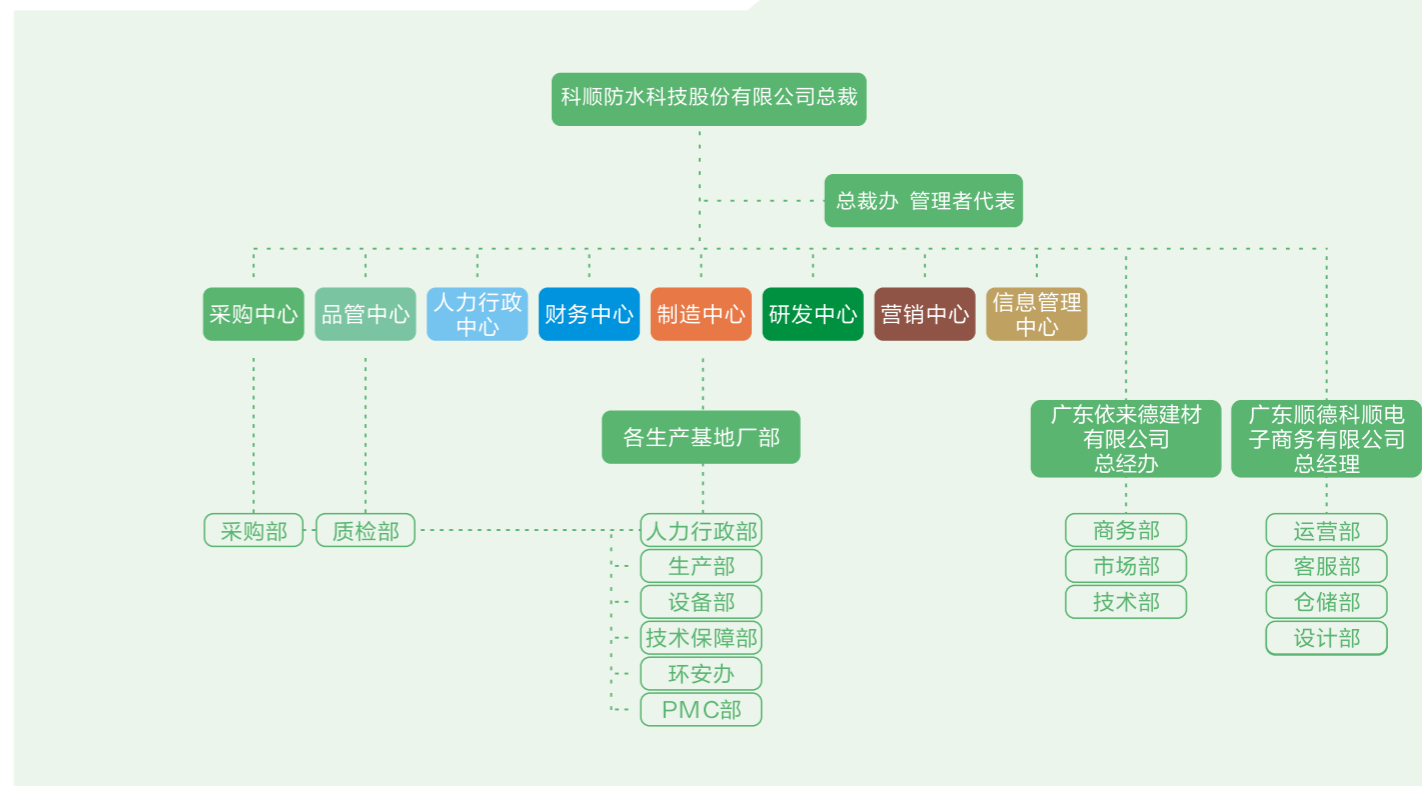 科顺防水科技股份有限公司总裁
总裁办 管理者代表
采购中心
品管中心
人力行政
中心
财务中心
制造中心
研发中心
营销中心
信息管理
中心
各生产基地厂部
广东依来德建材
有限公司
总经办
广东顺德科顺电
子商务有限公司
总经理
采购部
质检部
人力行政部
生产部
设备部
技术保障部
环安办
PMC部
商务部
市场部
技术部
运营部
客服部
仓储部
设计部